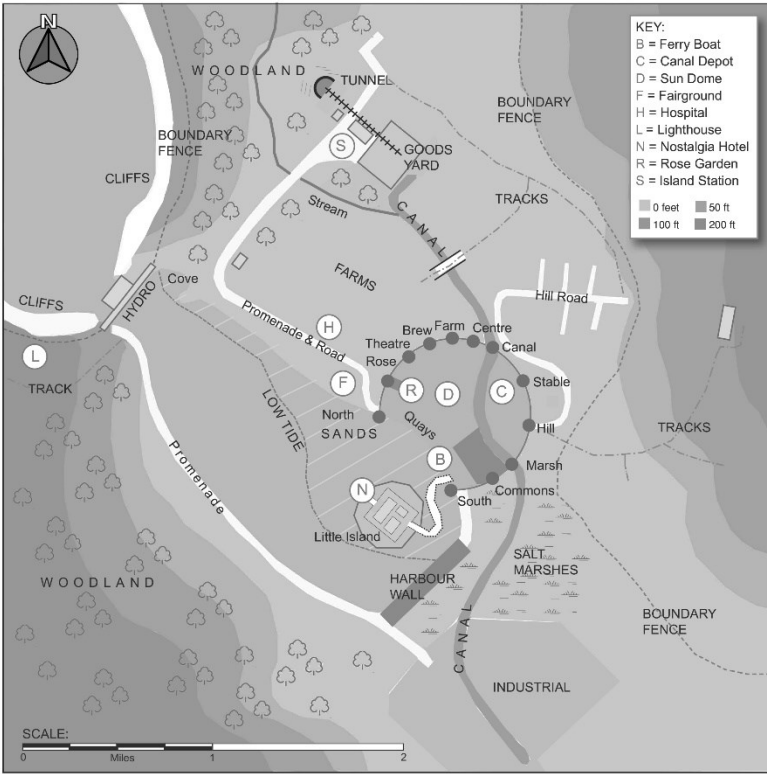 N
KEY:
B = Ferry Boat
C = Canal Depot
D = Sun Dome
F = Fairground
H = Hospital
L = Lighthouse
N = Nostalgia Hotel
R = Rose Garden
S = Island Station
0 feet
50 ft
100 ft
200 ft
WOODLAND
TUNNEL
BOUNDARY
FENCE
BOUNDARY
FENCE
GOODS
YARD
S
CLIFFS
Stream
CANAL
TRACKS
Cove
FARMS
HYDRO
CLIFFS
Hill Road
Promenade & Road
H
L
TRACK
Theatre
Brew
Farm
Centre
Canal
Rose
F
R
D
C
Stable
LOW TIDE
North
SANDS
Quays
Hill
TRACKS
Promenade
B
Marsh
N
Commons
South
Little Island
WOODLAND
HARBOUR
WALL
SALT
MARSHES
BOUNDARY
FENCE
CANAL
INDUSTRIAL
SCALE:
0
Miles
1
2